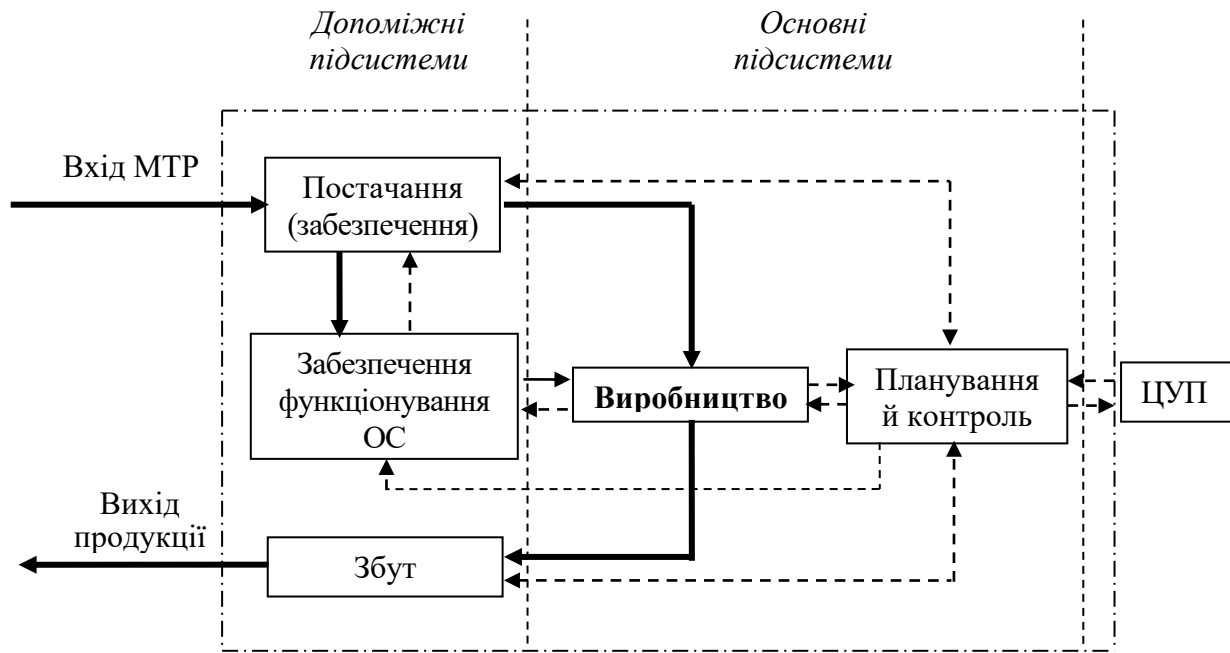 Допоміжні
підсистеми
Основні
підсистеми
Вхід МТР
Постачання
(забезпечення)
Забезпечення
функціонування
ОС
Виробництво
Планування
й контроль
ЦУП
Вихід
продукції
Збут